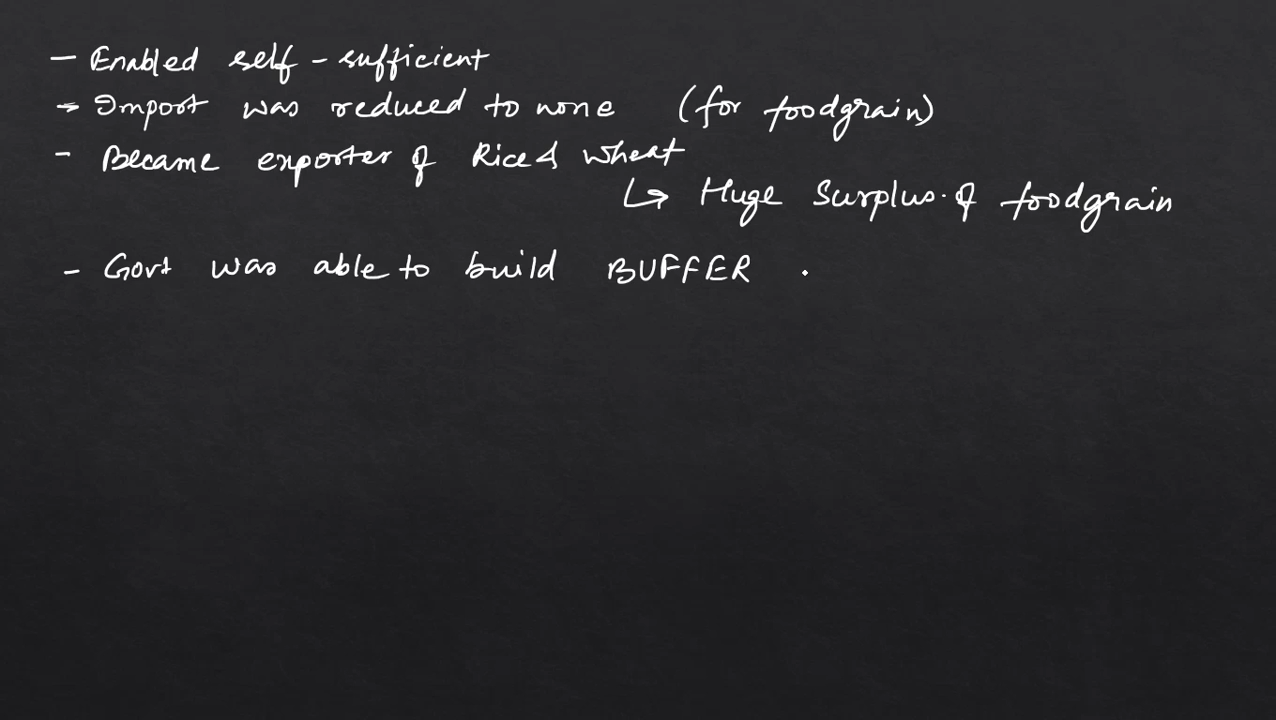 - Enabled self-sufficient
- Import was reduced to none (for foodgrain)
- Became exporter of Rice & Wheat
↳ Huge Surplus of foodgrain
- Govt was able to build BUFFER